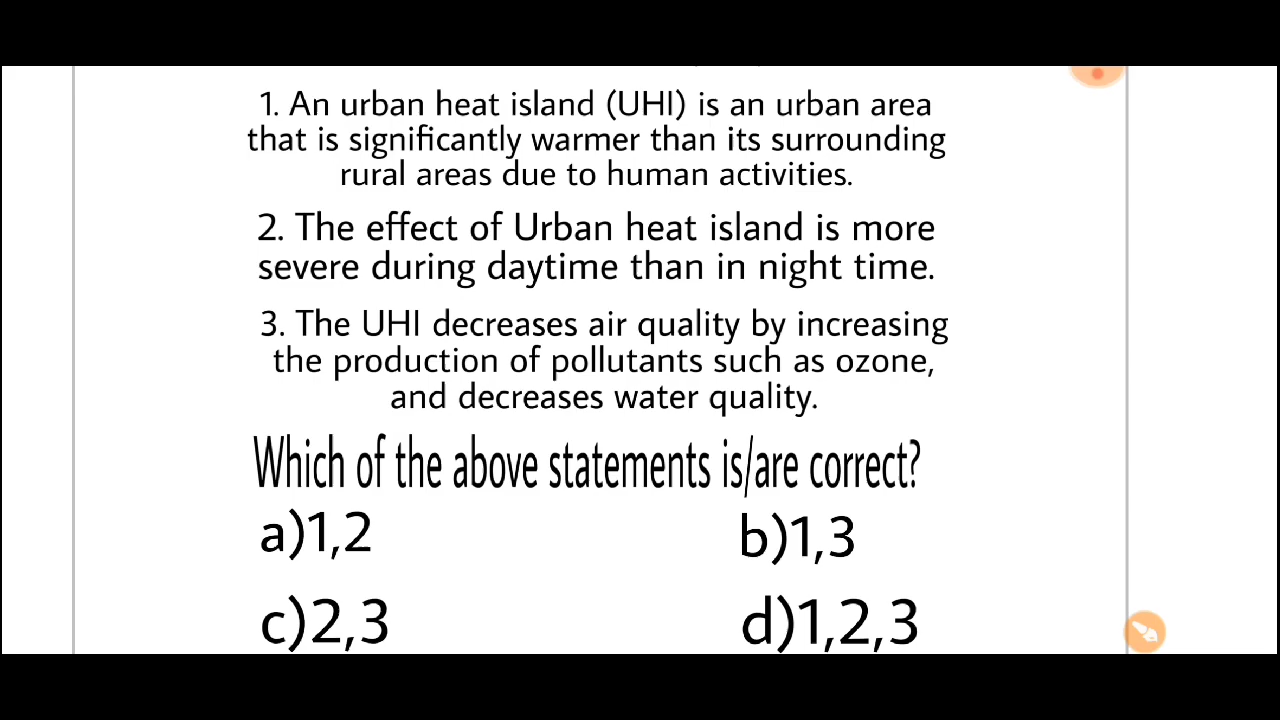 1. An urban heat island (UHI) is an urban area
that is significantly warmer than its surrounding
rural areas due to human activities.
2. The effect of Urban heat island is more
severe during daytime than in night time.
3. The UHI decreases air quality by increasing
the production of pollutants such as ozone,
and decreases water quality.
Which of the above statements is/are correct?
a)1,2
b)1,3
c)2,3
d)1,2,3